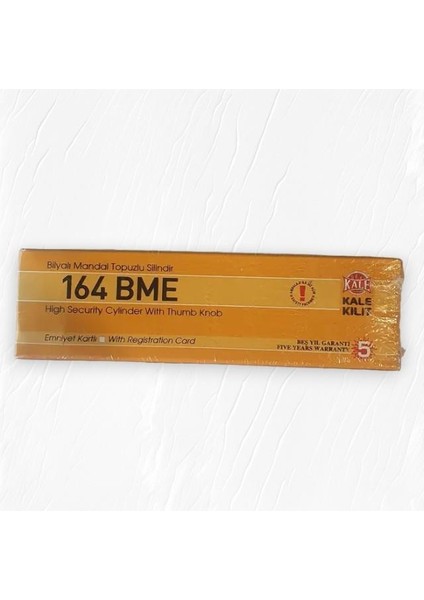 Bilyalı Mandal Topuzlu Silindir
164 BME
High Security Cylinder With Thumb Knob
Emniyet Kartlı With Registration Card
KALE
KALE
KİLİT
BEŞ YIL GARANTİ
FIVE YEARS WARRANTY
5